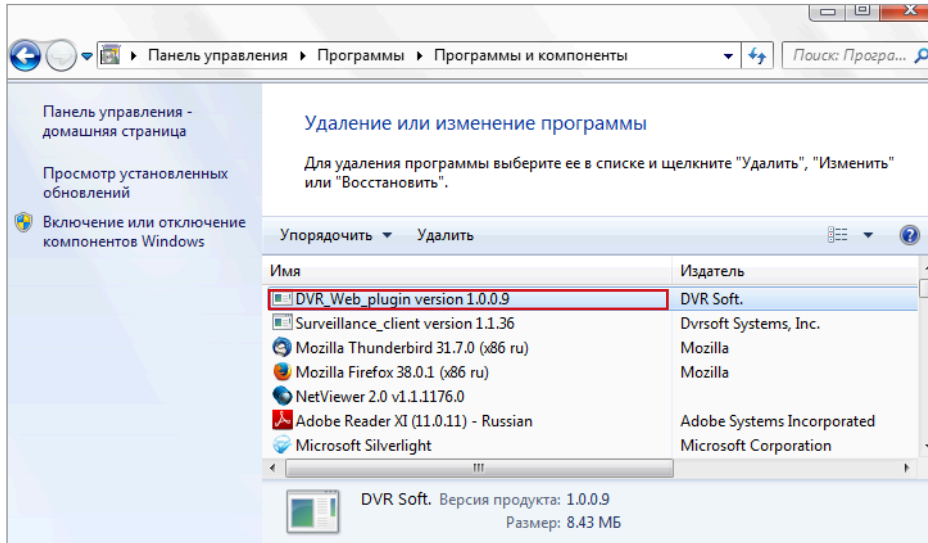 Панель управления ▸ Программы ▸ Программы и компоненты
Поиск: Програ...
Панель управления -
домашняя страница
Просмотр установленных
обновлений
Включение или отключение
компонентов Windows
Удаление или изменение программы
Для удаления программы выберите ее в списке и щелкните "Удалить", "Изменить"
или "Восстановить".
Упорядочить Удалить
Имя Издатель
DVR_Web_plugin version 1.0.0.9 DVR Soft.
Surveillance_client version 1.1.36 Dvrsoft Systems, Inc.
Mozilla Thunderbird 31.7.0 (x86 ru) Mozilla
Mozilla Firefox 38.0.1 (x86 ru) Mozilla
NetViewer 2.0 v1.1.1176.0
Adobe Reader XI (11.0.11) - Russian Adobe Systems Incorporated
Microsoft Silverlight Microsoft Corporation
DVR Soft. Версия продукта: 1.0.0.9
Размер: 8.43 МБ